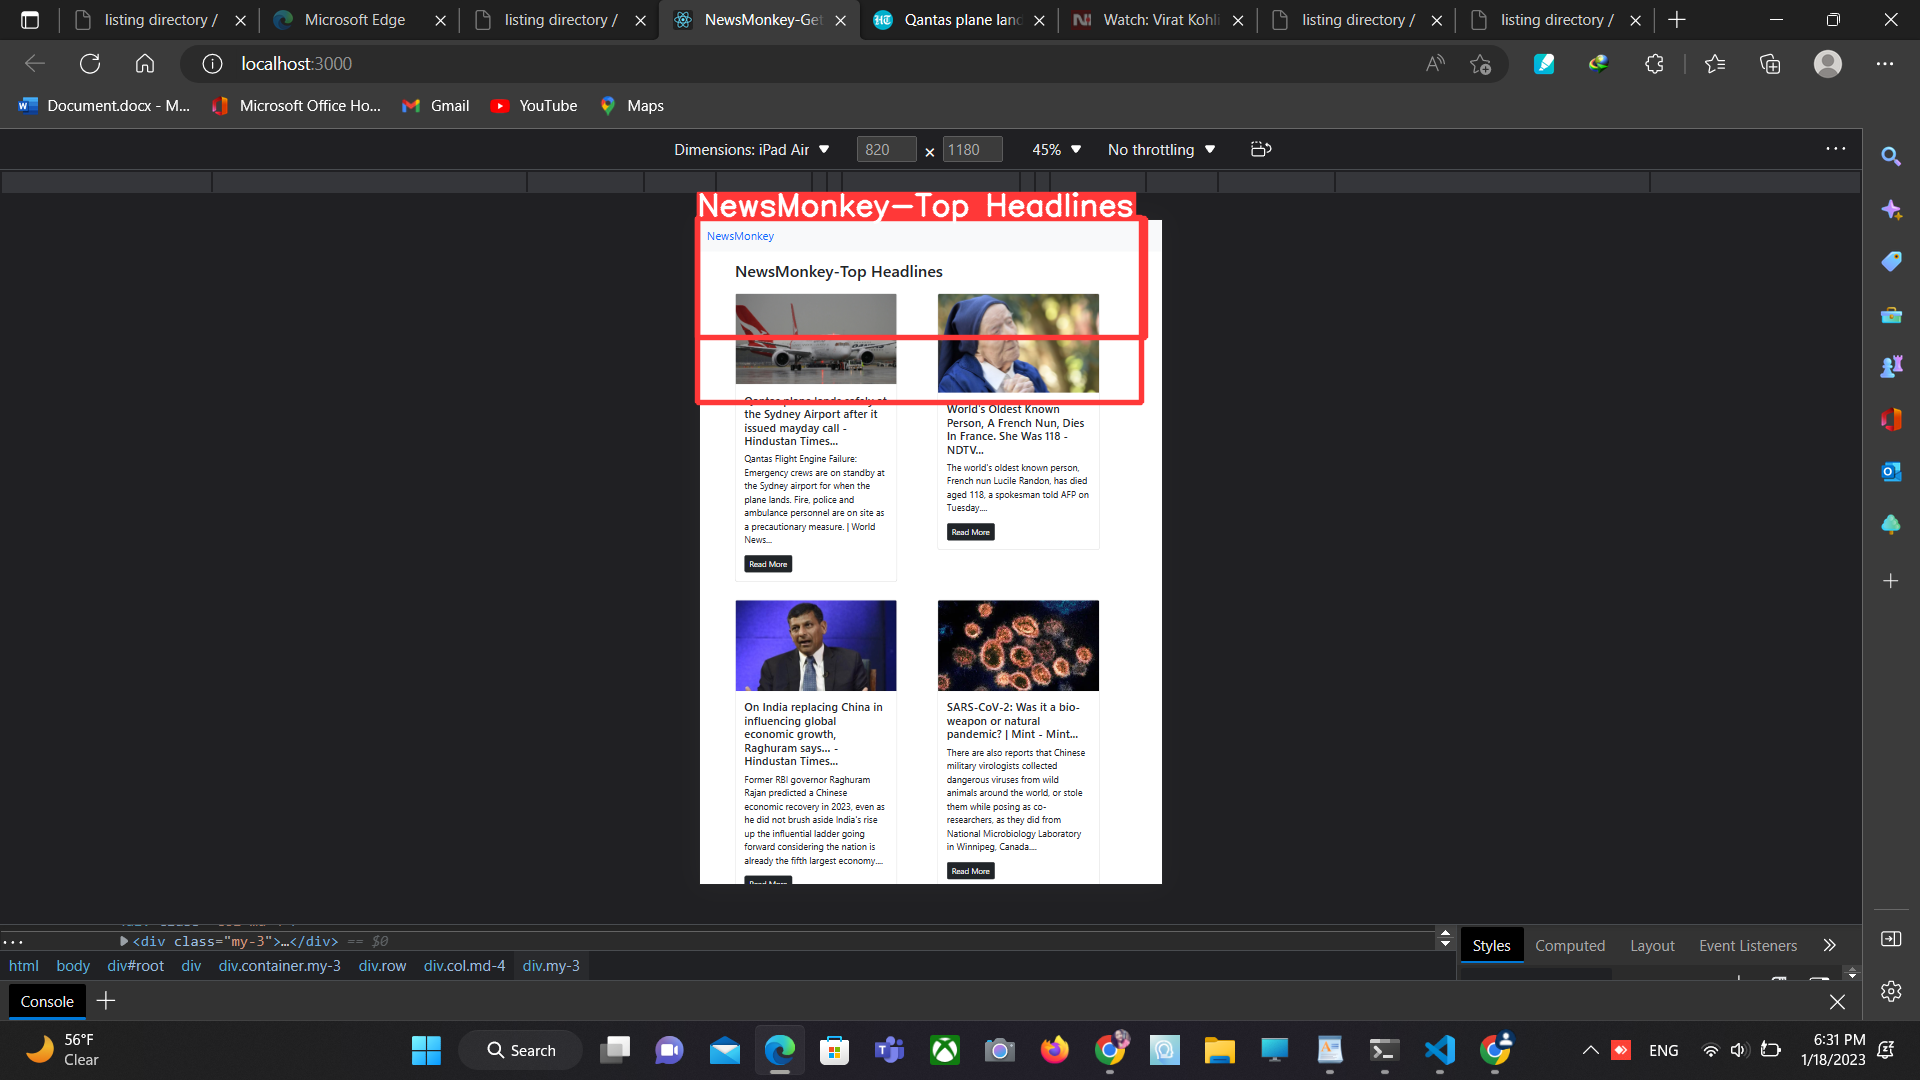 listing directory /
Microsoft Edge
listing directory /
NewsMonkey-Get
Qantas plane land
Watch: Virat Kohli
listing directory /
listing directory /
localhost:3000
Document.docx - M...
Microsoft Office Ho...
Gmail
YouTube
Maps
Dimensions: iPad Air
820 × 1180
45%
No throttling
NewsMonkey-Top Headlines
NewsMonkey
NewsMonkey-Top Headlines
Qantas plane lands safely at
the Sydney Airport after it
issued mayday call -
Hindustan Times...
Qantas Flight Engine Failure:
Emergency crews are on standby at
the Sydney airport for when the
plane lands. Fire, police and
ambulance personnel are on site as
a precautionary measure. | World
News...
Read More
World's Oldest Known
Person, A French Nun, Dies
In France. She Was 118 -
NDTV...
The world's oldest known person,
French nun Lucile Randon, has died
aged 118, a spokesman told AFP on
Tuesday....
Read More
On India replacing China in
influencing global
economic growth,
Raghuram says... -
Hindustan Times...
Former RBI governor Raghuram
Rajan predicted a Chinese
economic recovery in 2023, even as
he did not brush aside India's rise
up the influential ladder going
forward considering the nation is
already the fifth largest economy....
Read More
SARS-CoV-2: Was it a bio-
weapon or natural
pandemic? | Mint - Mint...
There are also reports that Chinese
military virologists collected
dangerous viruses from wild
animals around the world, or stole
them while posing as co-
researchers, as they did from
National Microbiology Laboratory
in Winnipeg, Canada....
Read More
<div class="my-3">…</div> == $0
html body div#root div div.container.my-3 div.row div.col.md-4 div.my-3
Styles Computed Layout Event Listeners
Console
56°F
Clear
Search
ENG
6:31 PM
1/18/2023